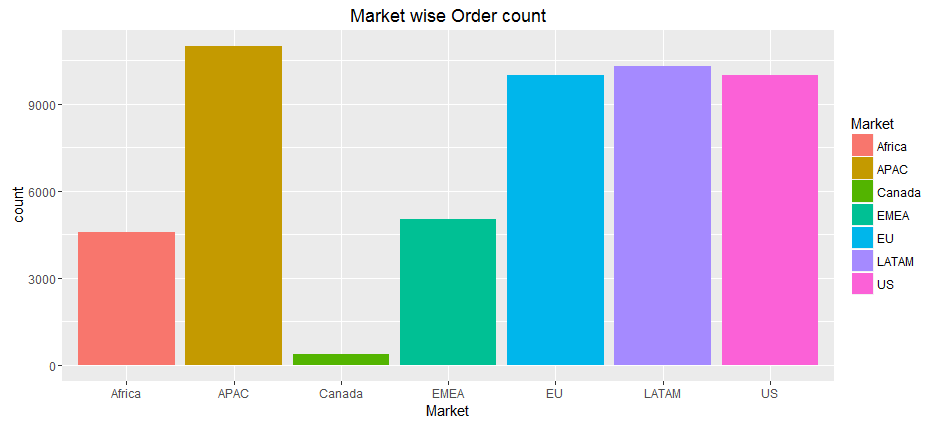 Market wise Order count
count
9000
6000
3000
0
Africa APAC Canada EMEA EU LATAM US
Market
Market
Africa
APAC
Canada
EMEA
EU
LATAM
US